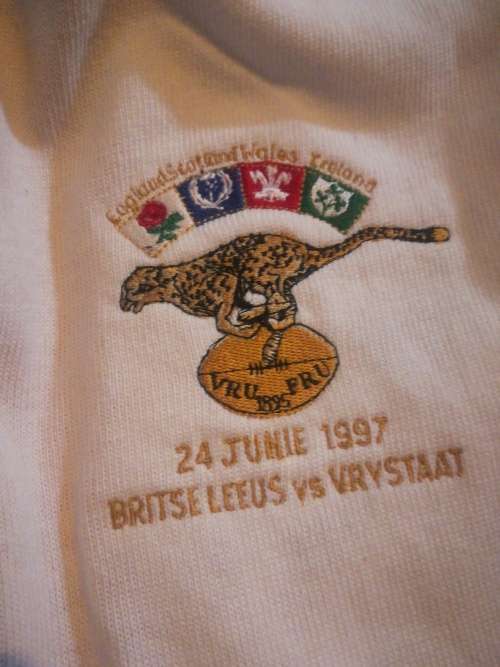 England Scotland Wales Ireland
VRU FRU
1895
24 JUNIE 1997
BRITSE LEEUS vs VRYSTAAT